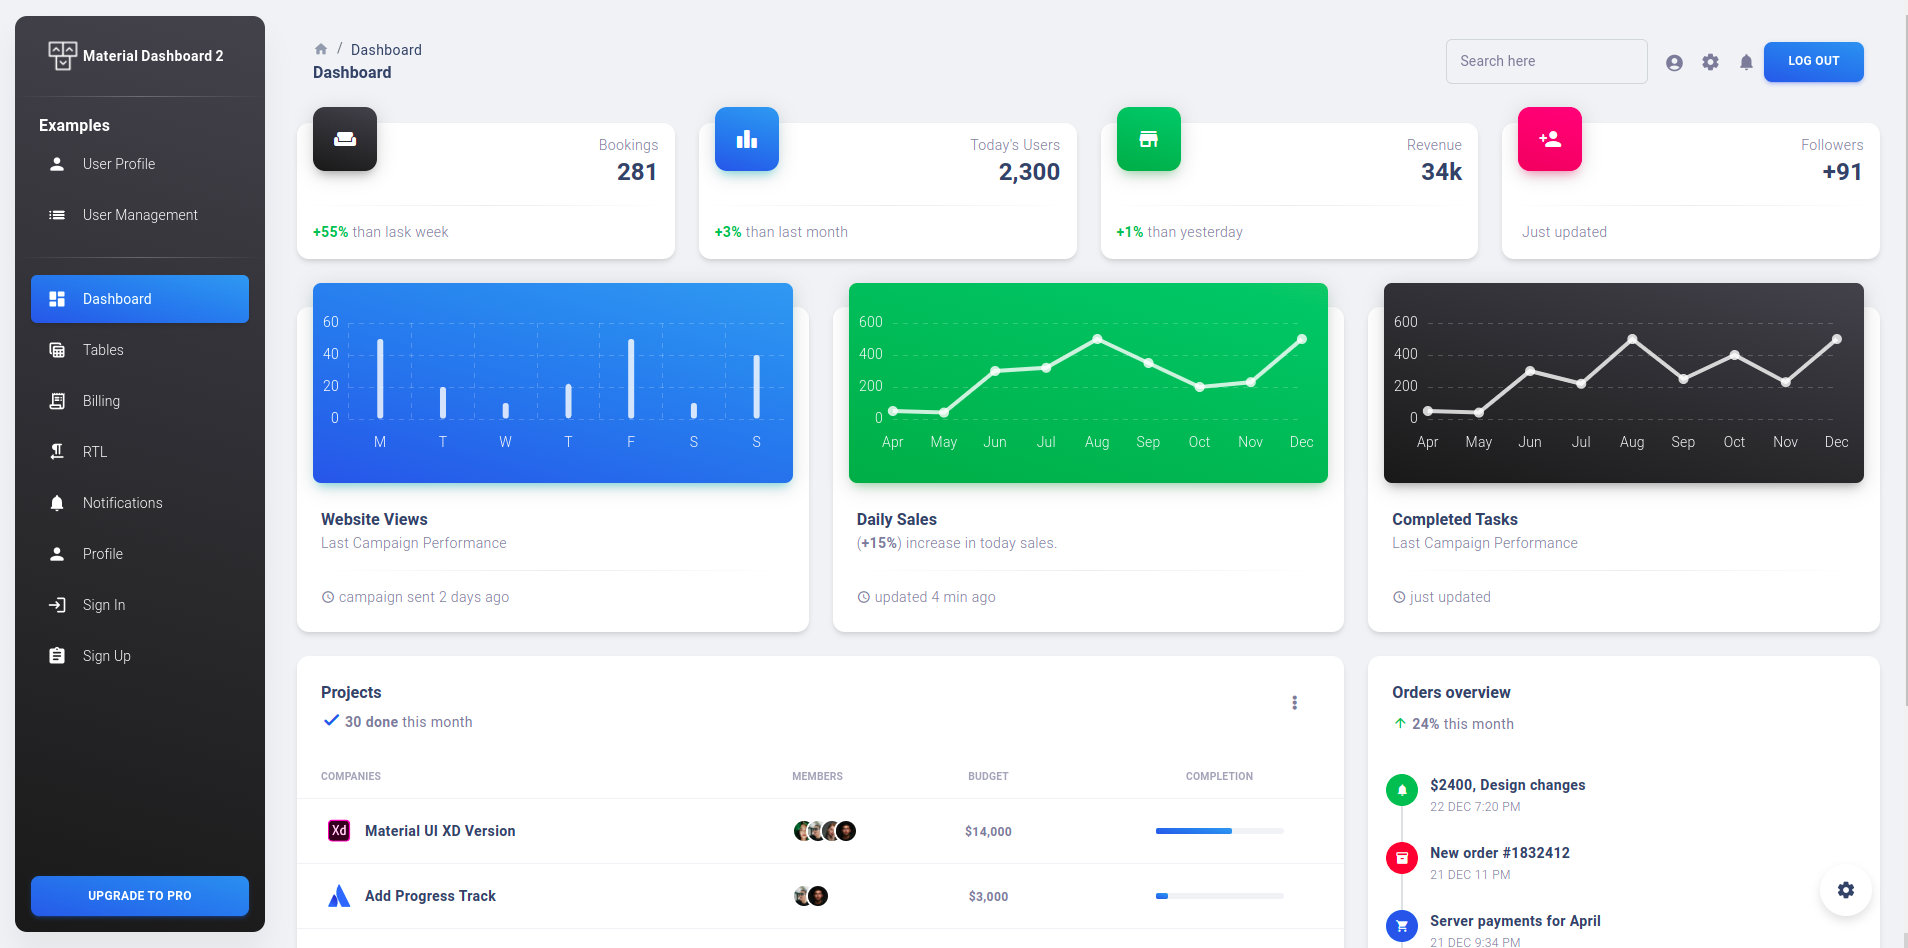 Material Dashboard 2
Examples
User Profile
User Management
Dashboard
Tables
Billing
RTL
Notifications
Profile
Sign In
Sign Up
UPGRADE TO PRO
/ Dashboard
Dashboard
Search here
LOG OUT
Bookings
281
+55% than lask week
Today's Users
2,300
+3% than last month
Revenue
34k
+1% than yesterday
Followers
+91
Just updated
60
40
20
0
M T W T F S S
Website Views
Last Campaign Performance
campaign sent 2 days ago
600
400
200
0
Apr May Jun Jul Aug Sep Oct Nov Dec
Daily Sales
(+15%) increase in today sales.
updated 4 min ago
600
400
200
0
Apr May Jun Jul Aug Sep Oct Nov Dec
Completed Tasks
Last Campaign Performance
just updated
Projects
30 done this month
COMPANIES MEMBERS BUDGET COMPLETION
Xd Material UI XD Version $14,000
Add Progress Track $3,000
Orders overview
24% this month
$2400, Design changes
22 DEC 7:20 PM
New order #1832412
21 DEC 11 PM
Server payments for April
21 DEC 9:34 PM